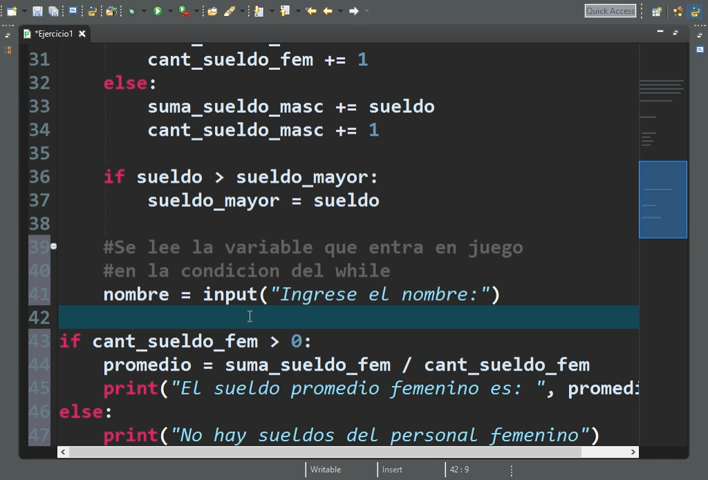 Quick Access
*Ejercicio1
31 cant_sueldo_fem += 1
32 else:
33 suma_sueldo_masc += sueldo
34 cant_sueldo_masc += 1
35
36 if sueldo > sueldo_mayor:
37 sueldo_mayor = sueldo
38
39 #Se lee la variable que entra en juego
40 #en la condicion del while
41 nombre = input("Ingrese el nombre:")
42
43 if cant_sueldo_fem > 0:
44 promedio = suma_sueldo_fem / cant_sueldo_fem
45 print("El sueldo promedio femenino es: ", promedi
46 else:
47 print("No hay sueldos del personal femenino")
Writable Insert 42 : 9